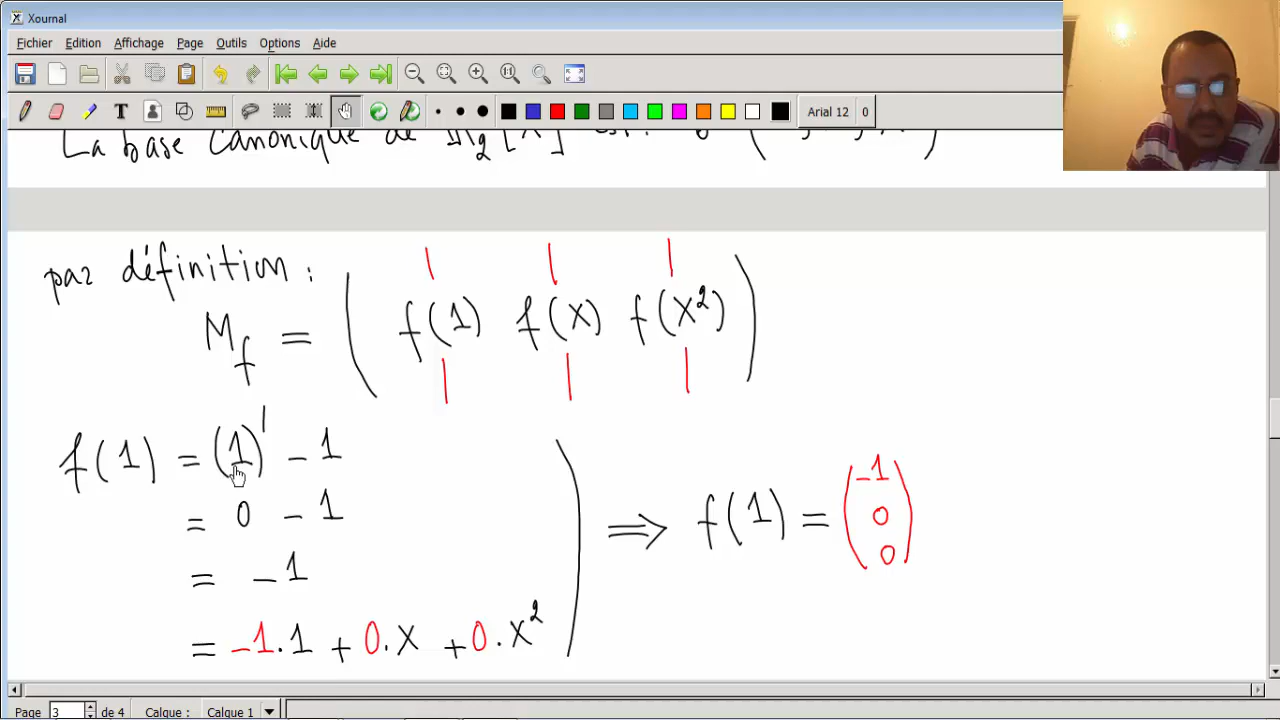 Xournal
Fichier Edition Affichage Page Outils Options Aide
Arial 12 0
La base canonique de
par définition :
M_f = ( f(1) f(X) f(X²) )
f(1) = (1)' - 1
= 0 - 1
= -1
= -1.1 + 0.X + 0.X²
⟹ f(1) = (-1
0
0)
Page 3 de 4 Calque : Calque 1